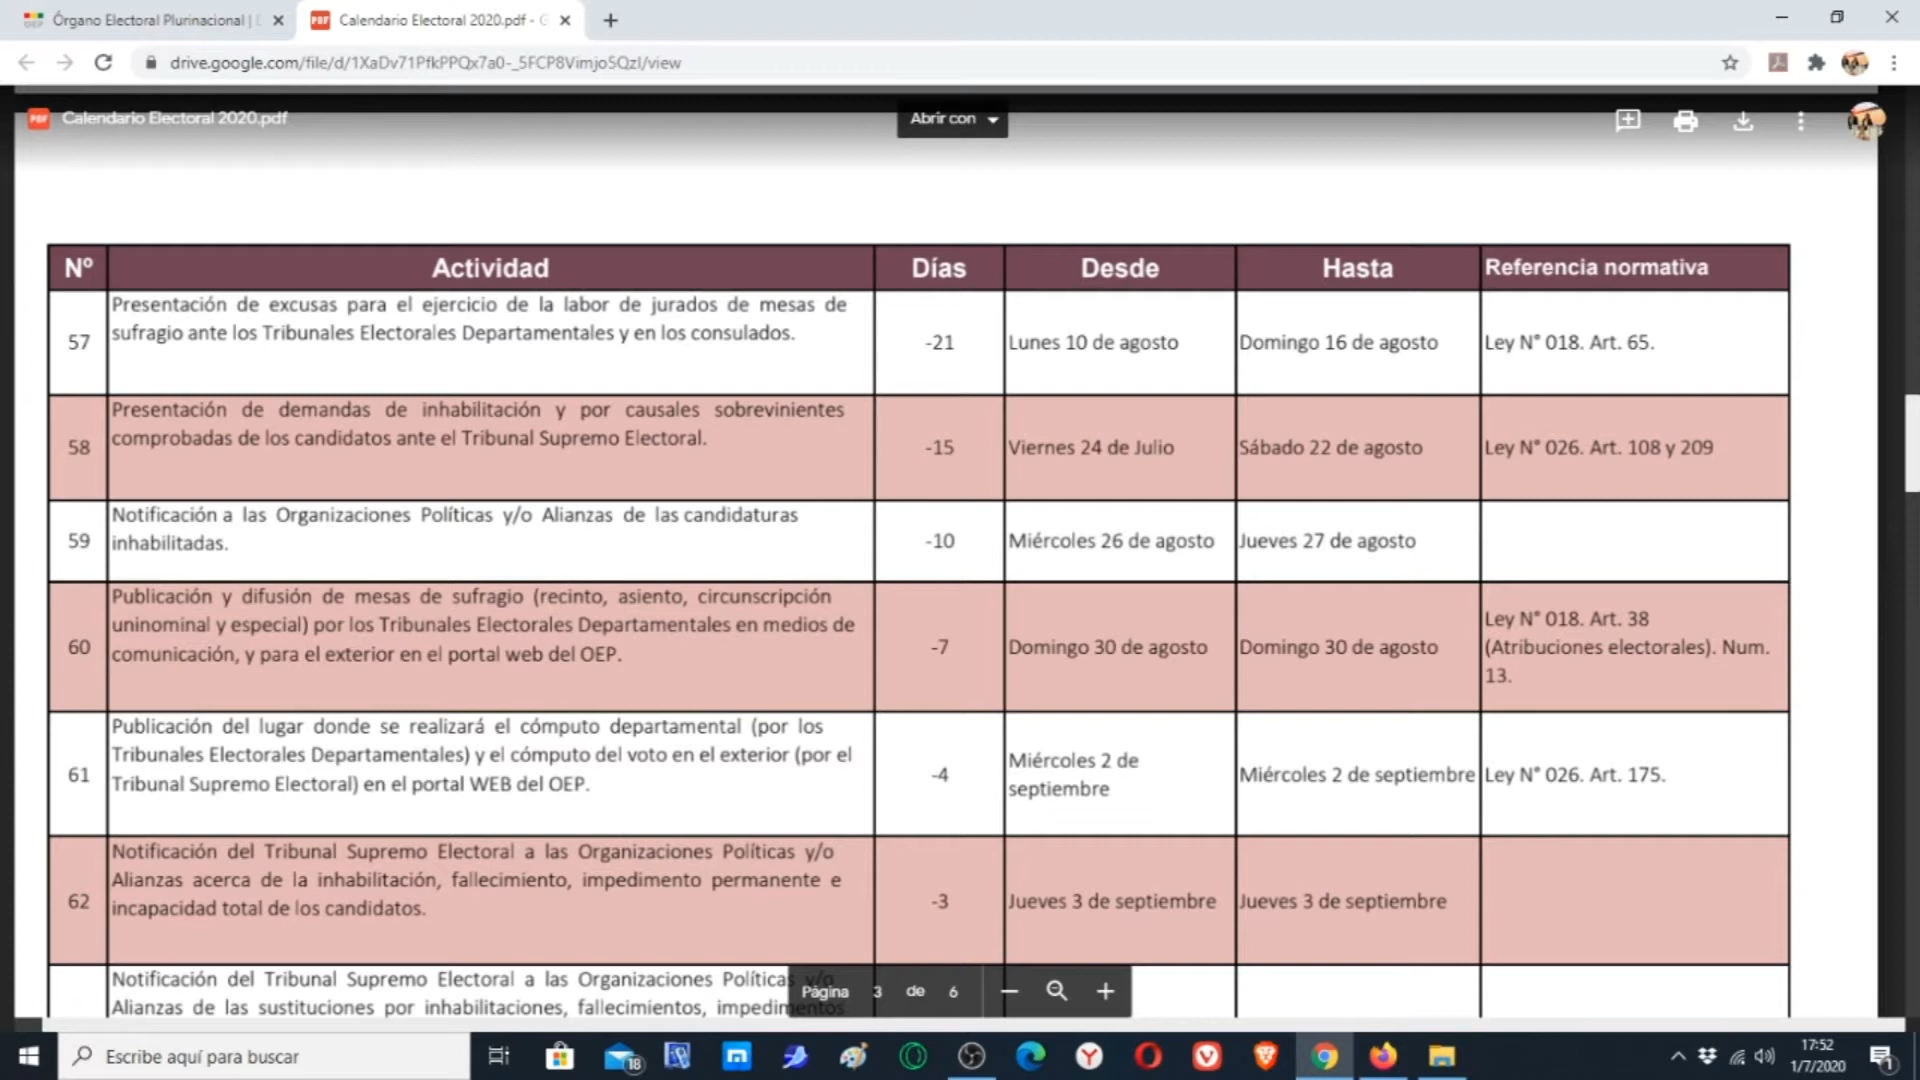 Órgano Electoral Plurinacional |
Calendario Electoral 2020.pdf - G
drive.google.com/file/d/1XaDv71PfkPPQx7a0-_5FCP8Vimjo5QzI/view
PDF Calendario Electoral 2020.pdf
Abrir con
Nº Actividad Días Desde Hasta Referencia normativa
57
Presentación de excusas para el ejercicio de la labor de jurados de mesas de
sufragio ante los Tribunales Electorales Departamentales y en los consulados.
-21
Lunes 10 de agosto
Domingo 16 de agosto
Ley N° 018. Art. 65.
58
Presentación de demandas de inhabilitación y por causales sobrevinientes
comprobadas de los candidatos ante el Tribunal Supremo Electoral.
-15
Viernes 24 de Julio
Sábado 22 de agosto
Ley N° 026. Art. 108 y 209
59
Notificación a las Organizaciones Políticas y/o Alianzas de las candidaturas
inhabilitadas.
-10
Miércoles 26 de agosto
Jueves 27 de agosto
60
Publicación y difusión de mesas de sufragio (recinto, asiento, circunscripción
uninominal y especial) por los Tribunales Electorales Departamentales en medios de
comunicación, y para el exterior en el portal web del OEP.
-7
Domingo 30 de agosto
Domingo 30 de agosto
Ley N° 018. Art. 38
(Atribuciones electorales). Num.
13.
61
Publicación del lugar donde se realizará el cómputo departamental (por los
Tribunales Electorales Departamentales) y el cómputo del voto en el exterior (por el
Tribunal Supremo Electoral) en el portal WEB del OEP.
-4
Miércoles 2 de
septiembre
Miércoles 2 de septiembre
Ley N° 026. Art. 175.
62
Notificación del Tribunal Supremo Electoral a las Organizaciones Políticas y/o
Alianzas acerca de la inhabilitación, fallecimiento, impedimento permanente e
incapacidad total de los candidatos.
-3
Jueves 3 de septiembre
Jueves 3 de septiembre
Notificación del Tribunal Supremo Electoral a las Organizaciones Políticas y/o
Alianzas de las sustituciones por inhabilitaciones, fallecimientos, impedimentos
Página 3 de 6
Escribe aquí para buscar
18
17:52
1/7/2020
1